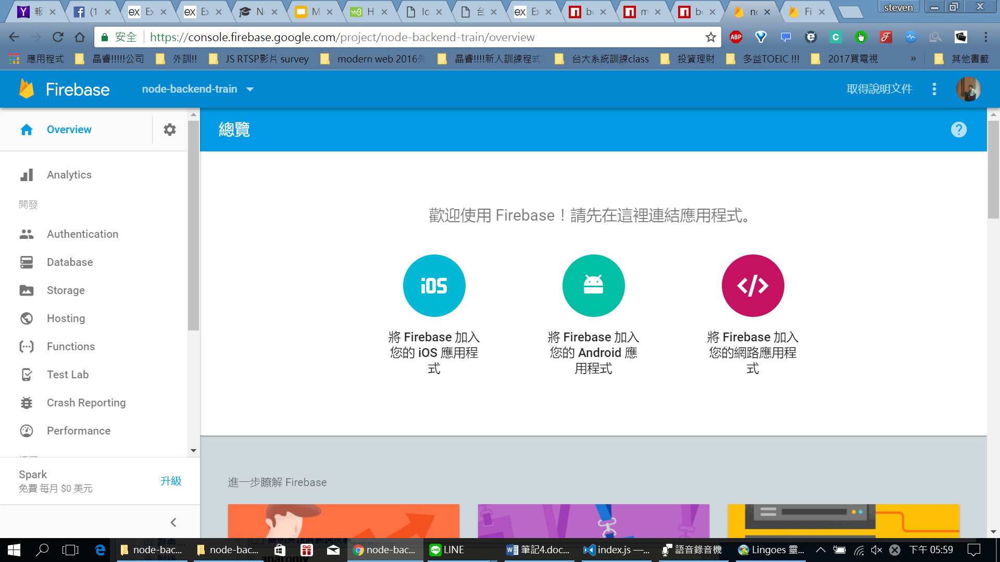 steven
Y 報
(1
ex Ex
ex Ex
N
M
w3 H
lo
台
ex Ex
b
m
b
n
Fi
安全 https://console.firebase.google.com/project/node-backend-train/overview
ABP
應用程式 晶睿!!!!!公司 外訓!! JS RTSP影片 survey modern web 2016外 晶睿!!!!新人訓練程式 台大系統訓練class 投資理財 多益TOEIC !!! 2017買電視 » 其他書籤
Firebase node-backend-train 取得說明文件
Overview
總覽
Analytics
開發
Authentication
Database
Storage
Hosting
Functions
Test Lab
Crash Reporting
Performance
Spark
免費 每月 $0 美元
升級
歡迎使用 Firebase！請先在這裡連結應用程式。
iOS
將 Firebase 加入
您的 iOS 應用程
式
將 Firebase 加入
您的 Android 應
用程式
</>
將 Firebase 加入
您的網路應用程
式
進一步瞭解 Firebase
anatomy
node-bac... node-bac... node-bac... LINE 筆記4.doc... index.js —... 語音錄音機 Lingoes 靈... 下午 05:59